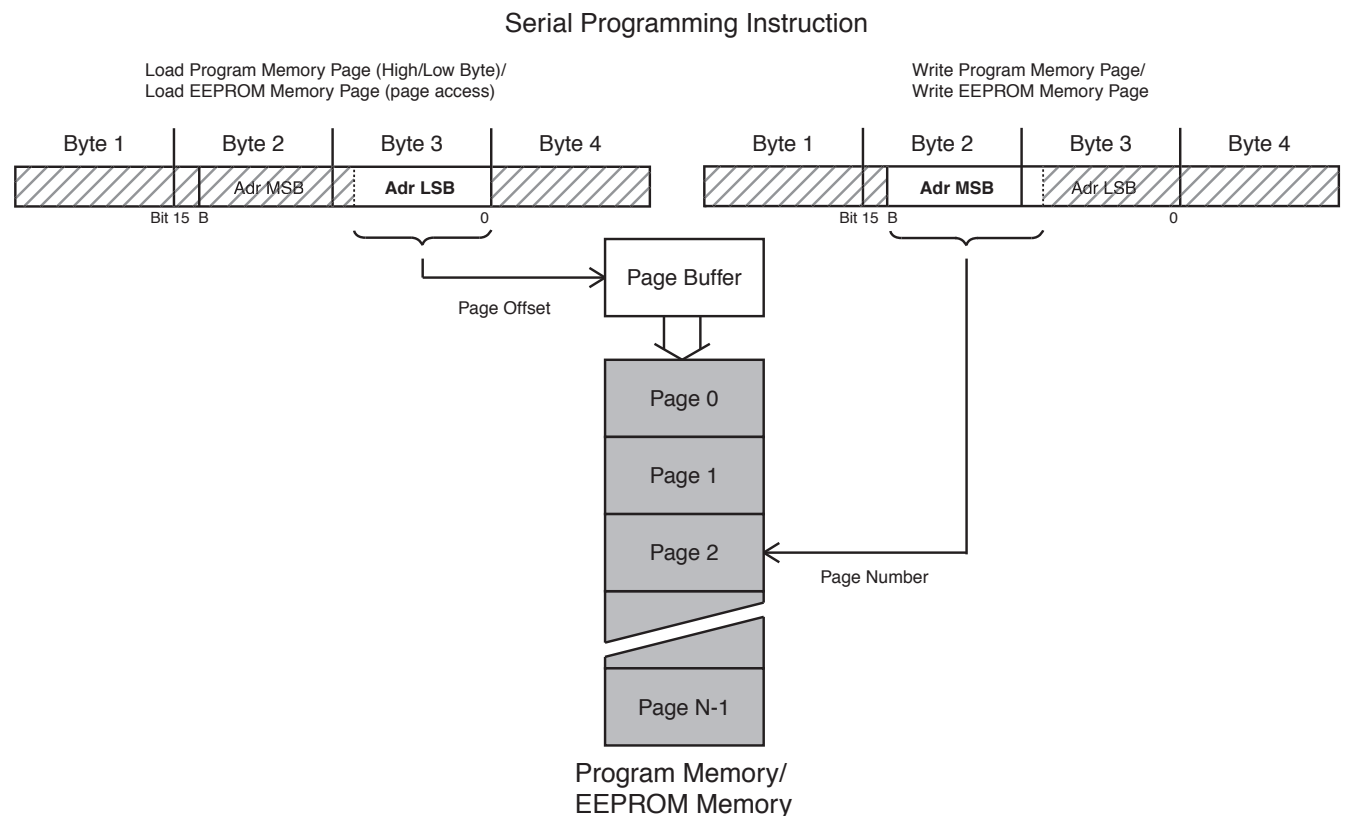 Serial Programming Instruction
Load Program Memory Page (High/Low Byte)/
Load EEPROM Memory Page (page access)
Write Program Memory Page/
Write EEPROM Memory Page
Byte 1 Byte 2 Byte 3 Byte 4
Adr MSB Adr LSB
Bit 15 B 0
Byte 1 Byte 2 Byte 3 Byte 4
Adr MSB Adr LSB
Bit 15 B 0
Page Buffer
Page Offset
Page 0
Page 1
Page 2
Page Number
Page N-1
Program Memory/
EEPROM Memory